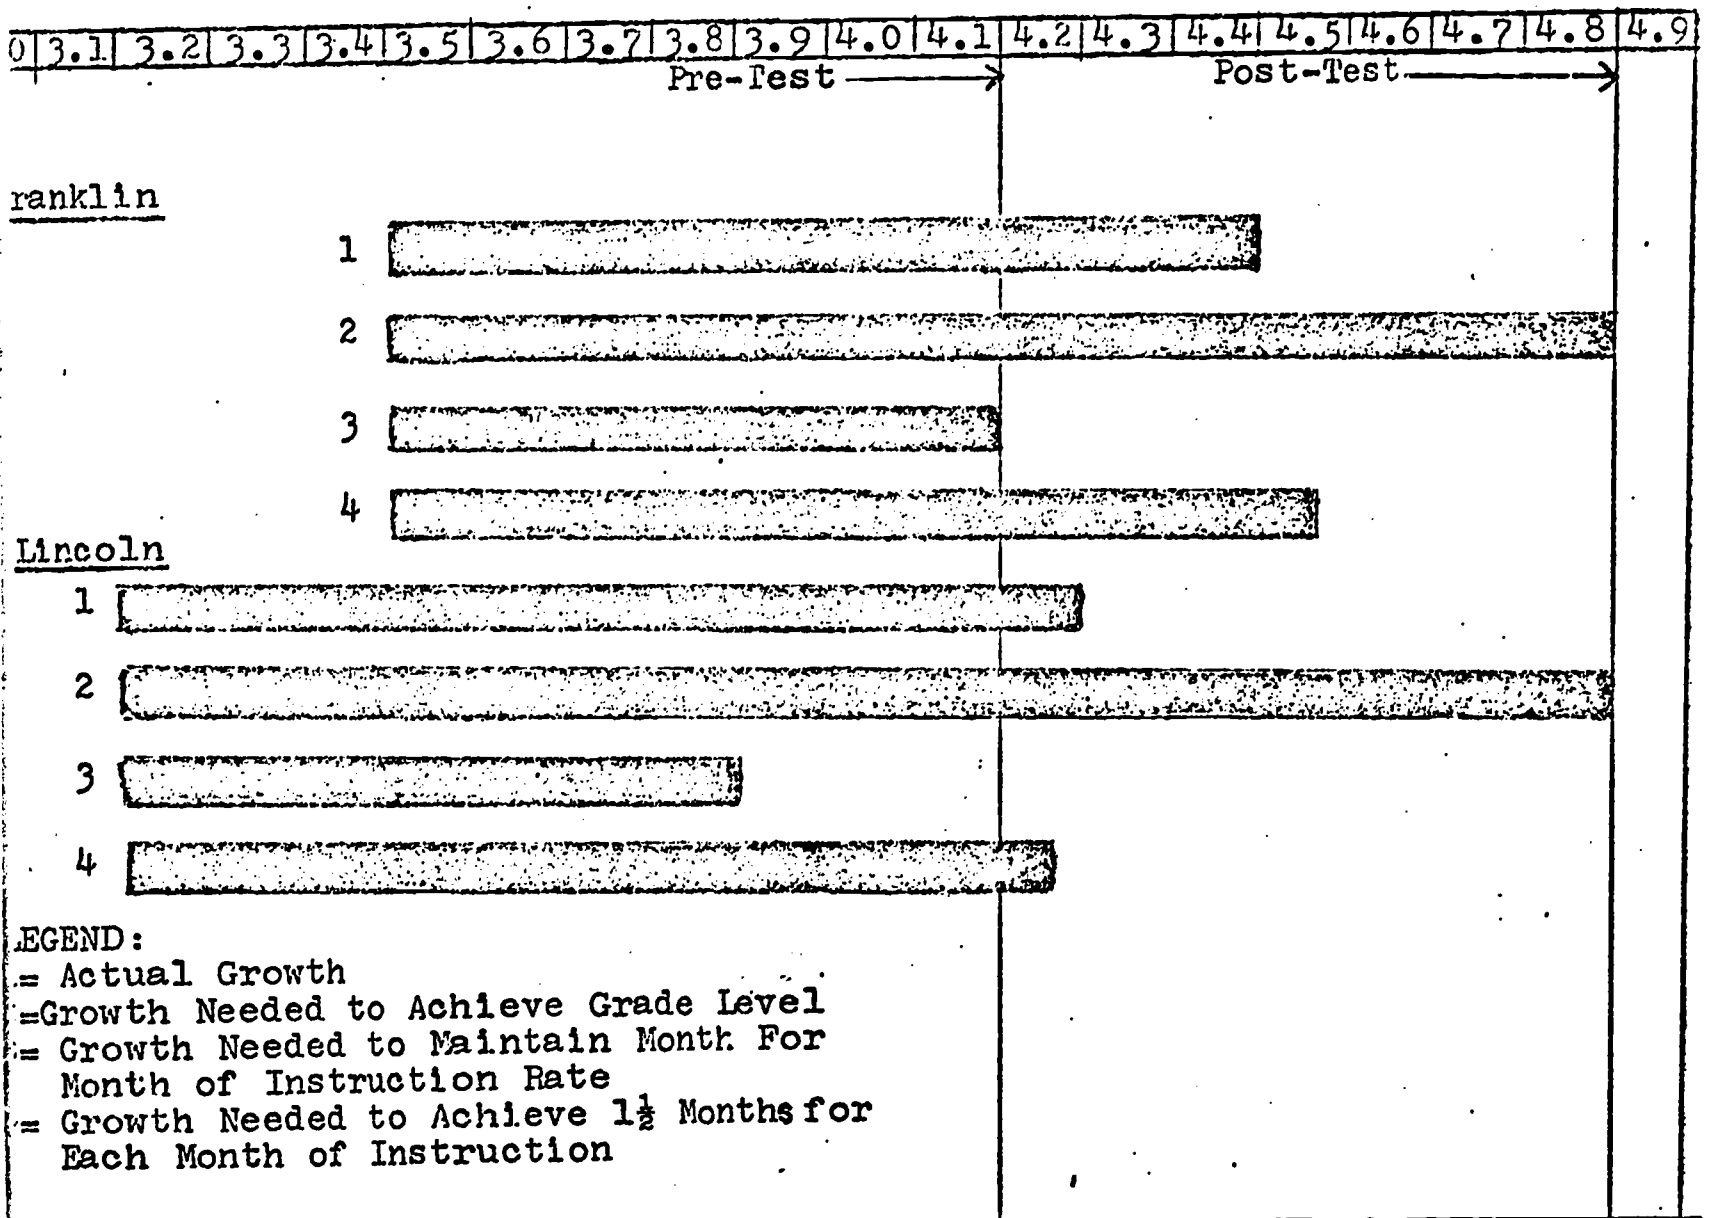 0|3.1|3.2|3.3|3.4|3.5|3.6|3.7|3.8|3.9|4.0|4.1|4.2|4.3|4.4|4.5|4.6|4.7|4.8|4.9
Pre-Test Post-Test
ranklin
1
2
3
4
Lincoln
1
2
3
4
EGEND:
= Actual Growth
=Growth Needed to Achieve Grade Level
= Growth Needed to Maintain Month For
Month of Instruction Rate
= Growth Needed to Achieve 1½ Months for
Each Month of Instruction